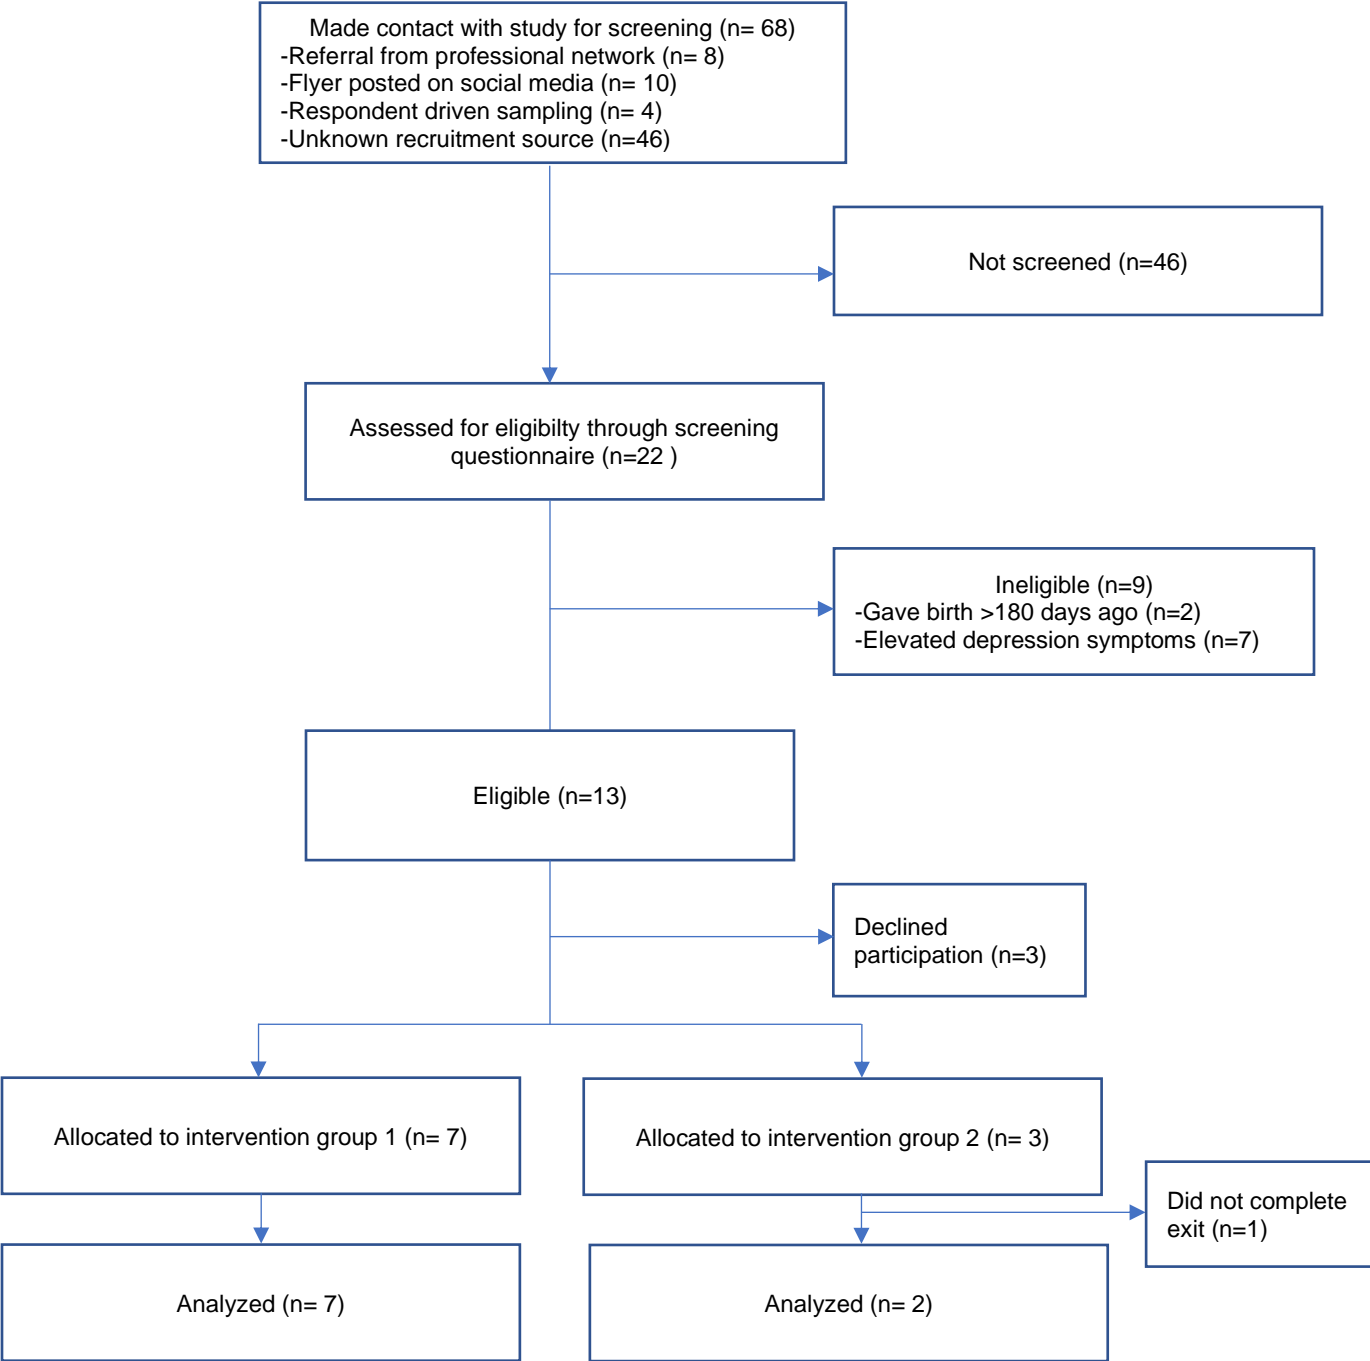 Made contact with study for screening (n= 68)
-Referral from professional network (n= 8)
-Flyer posted on social media (n= 10)
-Respondent driven sampling (n= 4)
-Unknown recruitment source (n=46)
Not screened (n=46)
Assessed for eligibilty through screening
questionnaire (n=22 )
Ineligible (n=9)
-Gave birth >180 days ago (n=2)
-Elevated depression symptoms (n=7)
Eligible (n=13)
Declined
participation (n=3)
Allocated to intervention group 1 (n= 7)
Allocated to intervention group 2 (n= 3)
Did not complete
exit (n=1)
Analyzed (n= 7)
Analyzed (n= 2)